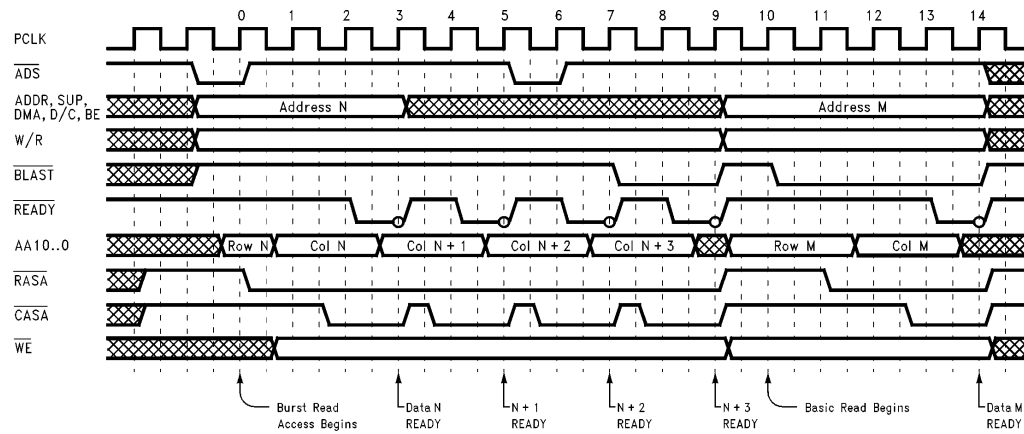 0 1 2 3 4 5 6 7 8 9 10 11 12 13 14
PCLK
ADS
ADDR, SUP,
DMA, D/C, BE
Address N
Address M
W/R
BLAST
READY
AA10..0
Row N
Col N
Col N + 1
Col N + 2
Col N + 3
Row M
Col M
RASA
CASA
WE
Burst Read
Access Begins
Data N
READY
N + 1
READY
N + 2
READY
N + 3
READY
Basic Read Begins
Data M
READY